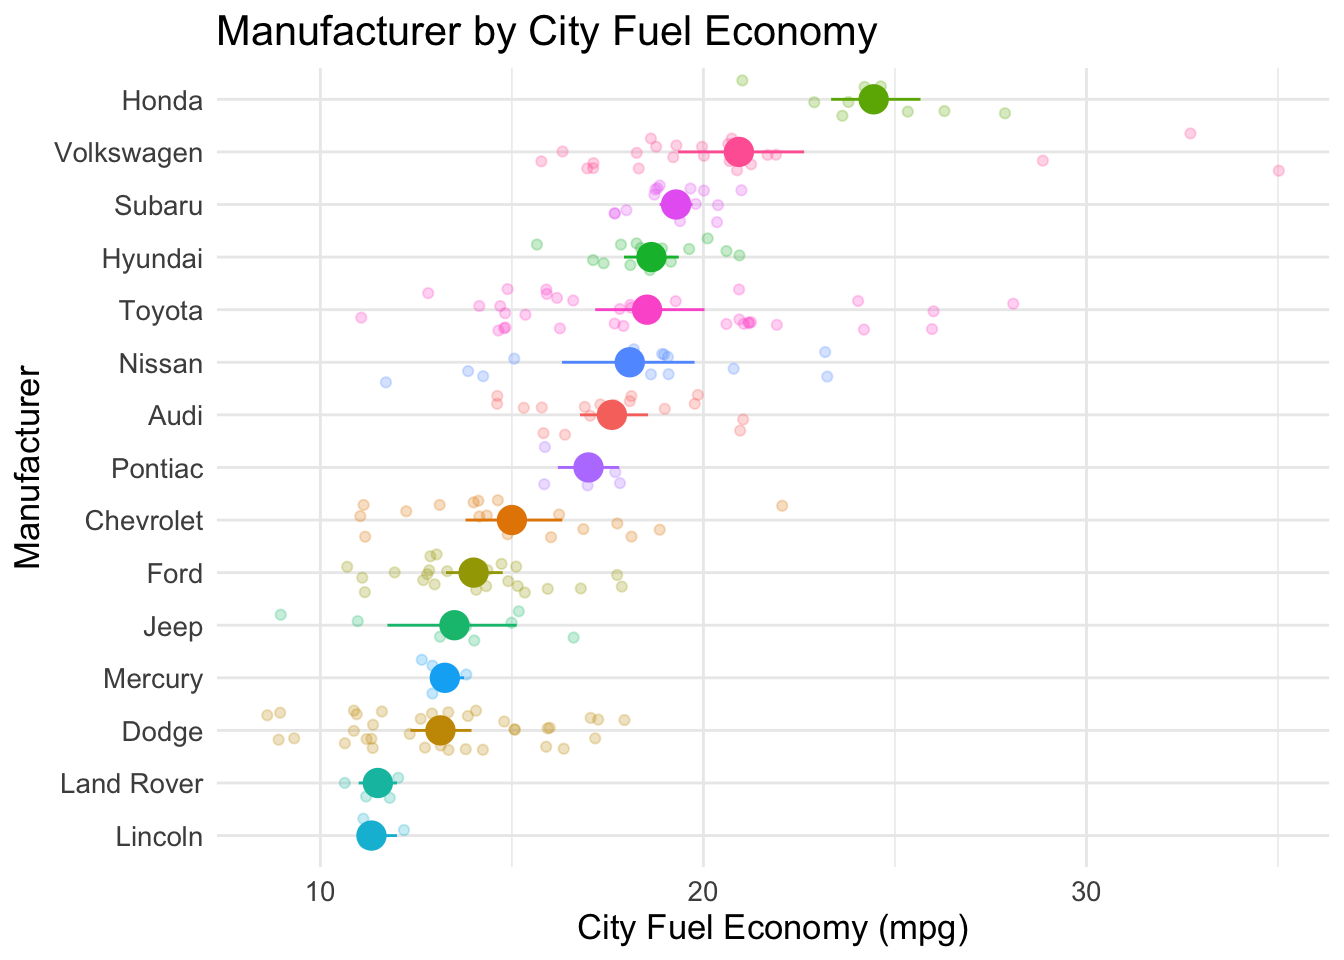 Manufacturer by City Fuel Economy
Manufacturer
Honda
Volkswagen
Subaru
Hyundai
Toyota
Nissan
Audi
Pontiac
Chevrolet
Ford
Jeep
Mercury
Dodge
Land Rover
Lincoln
10 20 30
City Fuel Economy (mpg)